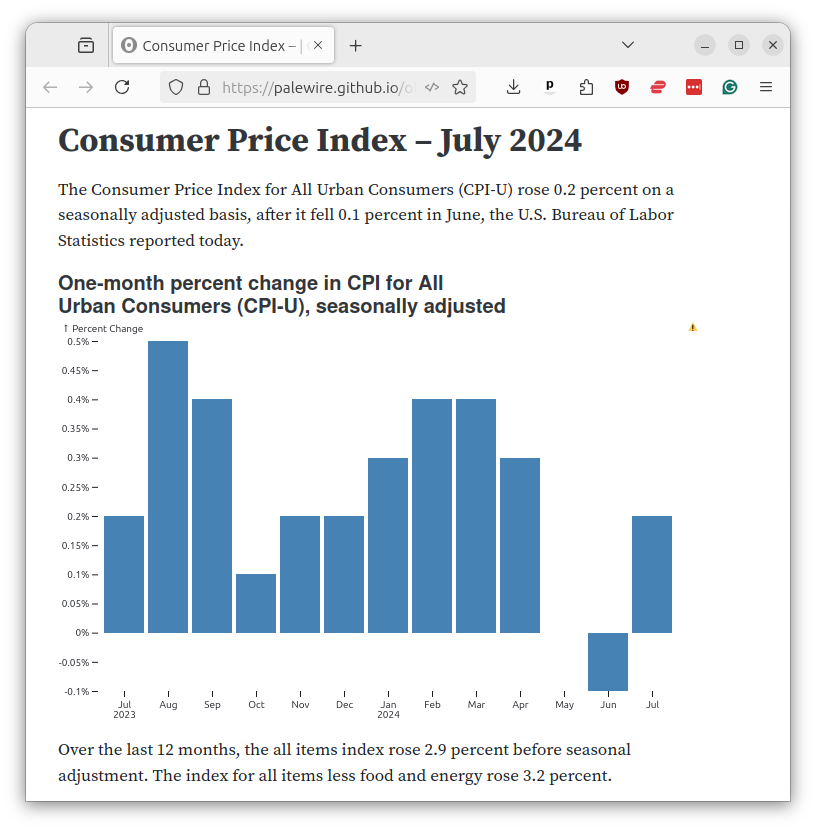 Consumer Price Index – |
https://palewire.github.io/o
Consumer Price Index – July 2024
The Consumer Price Index for All Urban Consumers (CPI-U) rose 0.2 percent on a
seasonally adjusted basis, after it fell 0.1 percent in June, the U.S. Bureau of Labor
Statistics reported today.
One-month percent change in CPI for All
Urban Consumers (CPI-U), seasonally adjusted
↑ Percent Change
0.5%
0.45%
0.4%
0.35%
0.3%
0.25%
0.2%
0.15%
0.1%
0.05%
0%
-0.05%
-0.1%
Jul Aug Sep Oct Nov Dec Jan Feb Mar Apr May Jun Jul
2023 2024
Over the last 12 months, the all items index rose 2.9 percent before seasonal
adjustment. The index for all items less food and energy rose 3.2 percent.